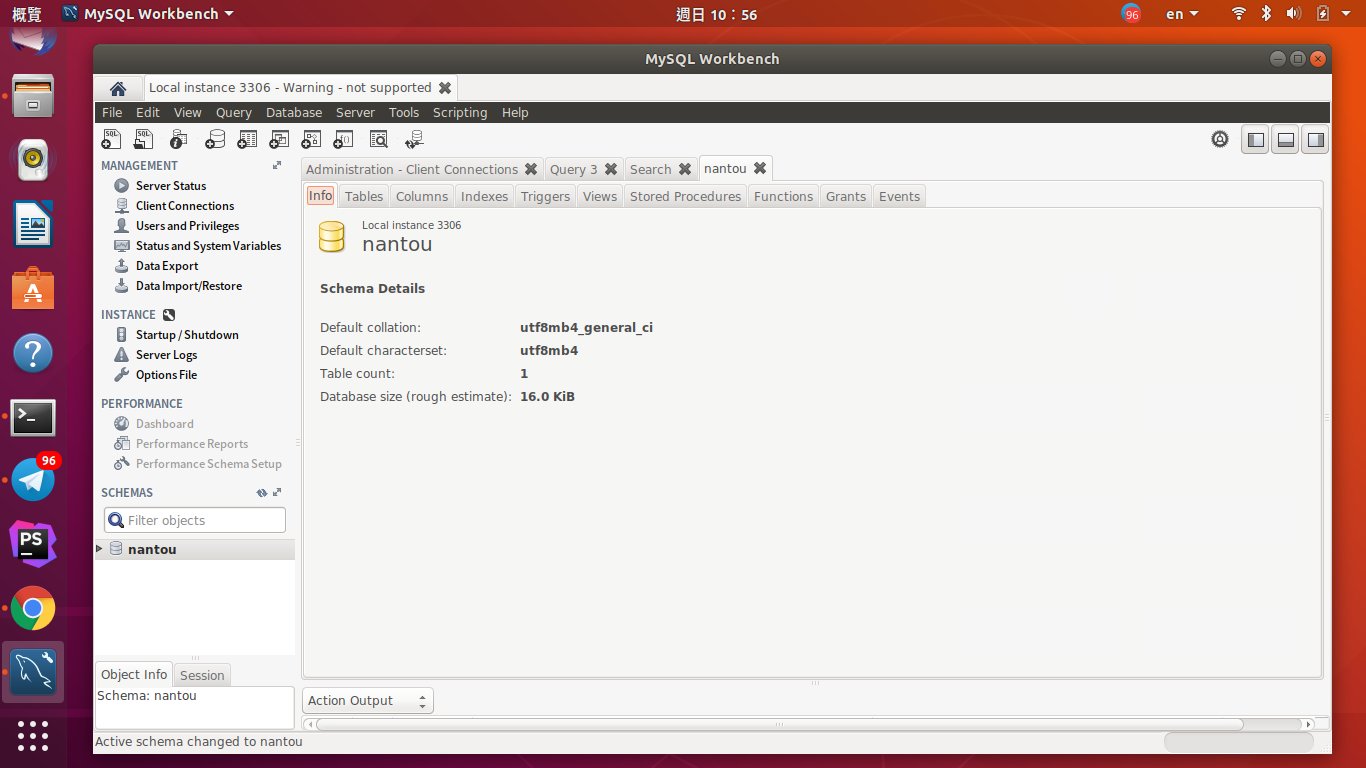 概覽 MySQL Workbench 週日 10：56 96 en
MySQL Workbench
Local instance 3306 - Warning - not supported
File Edit View Query Database Server Tools Scripting Help
MANAGEMENT
Server Status
Client Connections
Users and Privileges
Status and System Variables
Data Export
Data Import/Restore
INSTANCE
Startup / Shutdown
Server Logs
Options File
PERFORMANCE
Dashboard
Performance Reports
Performance Schema Setup
SCHEMAS
Filter objects
nantou
Object Info Session
Schema: nantou
Administration - Client Connections Query 3 Search nantou
Info Tables Columns Indexes Triggers Views Stored Procedures Functions Grants Events
Local instance 3306
nantou
Schema Details
Default collation: utf8mb4_general_ci
Default characterset: utf8mb4
Table count: 1
Database size (rough estimate): 16.0 KiB
Action Output
Active schema changed to nantou
96
PS
SQL
SQL